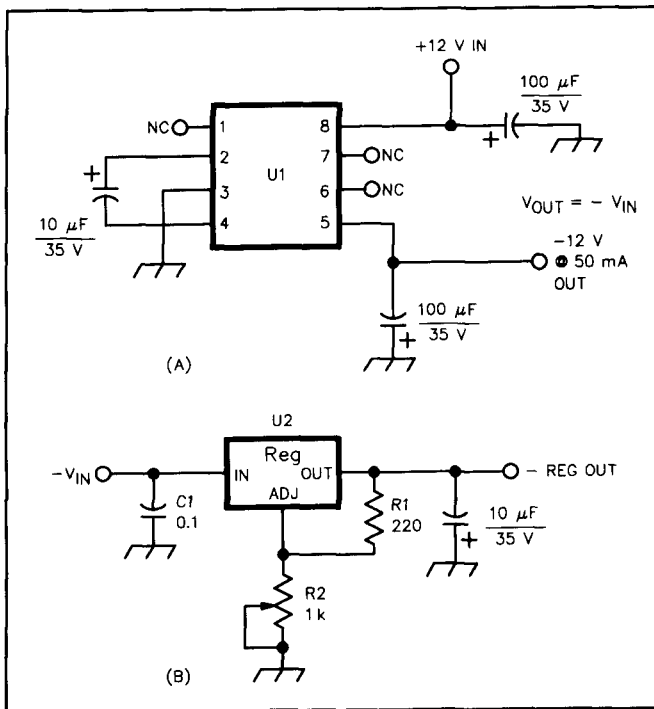 +12 V IN
100 μF
35 V
+
NC
1
2
3
4
U1
8
7
6
5
NC
NC
+
10 μF
35 V
VOUT = - VIN
-12 V
@ 50 mA
OUT
100 μF
35 V
+
(A)
U2
Reg
-VIN
IN
OUT
ADJ
- REG OUT
C1
0.1
R1
220
10 μF
35 V
+
R2
1k
(B)